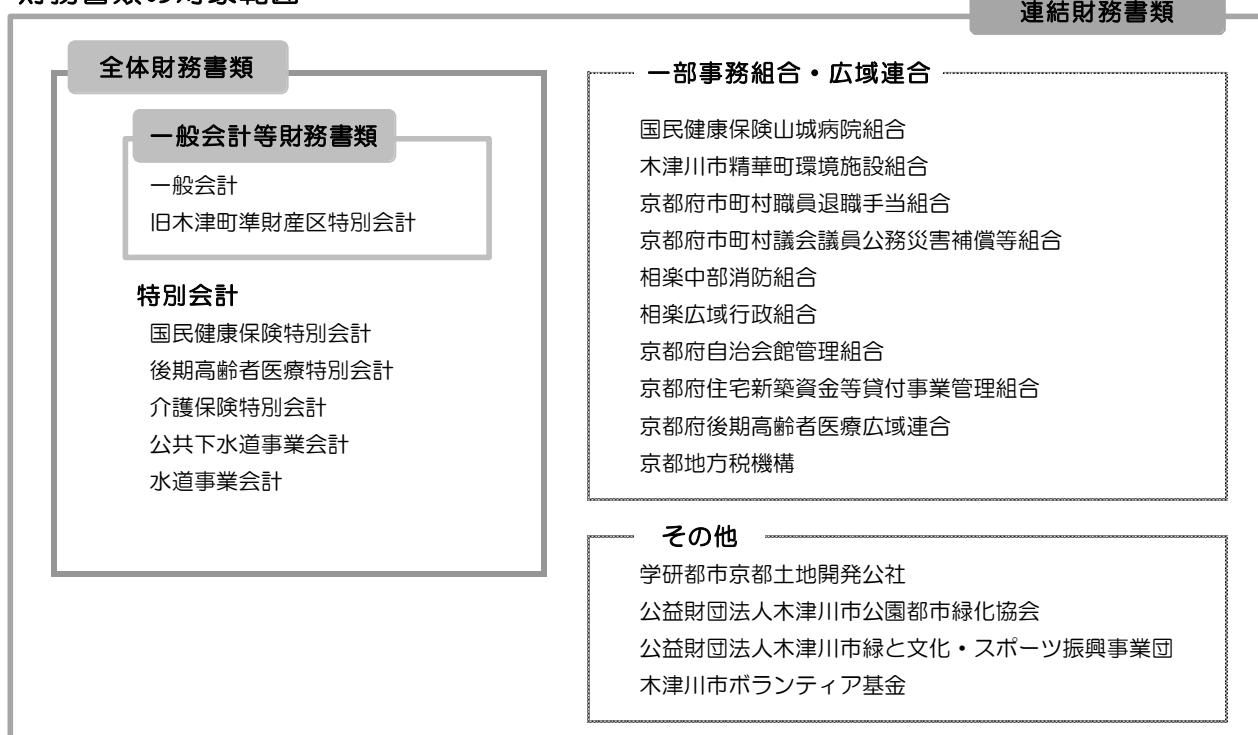 財務書類の対象範囲
連結財務書類
全体財務書類
一般会計等財務書類
一般会計
旧木津町準財産区特別会計
特別会計
国民健康保険特別会計
後期高齢者医療特別会計
介護保険特別会計
公共下水道事業会計
水道事業会計
一部事務組合・広域連合
国民健康保険山城病院組合
木津川市精華町環境施設組合
京都府市町村職員退職手当組合
京都府市町村議会議員公務災害補償等組合
相楽中部消防組合
相楽広域行政組合
京都府自治会館管理組合
京都府住宅新築資金等貸付事業管理組合
京都府後期高齢者医療広域連合
京都地方税機構
その他
学研都市京都土地開発公社
公益財団法人木津川市公園都市緑化協会
公益財団法人木津川市緑と文化・スポーツ振興事業団
木津川市ボランティア基金